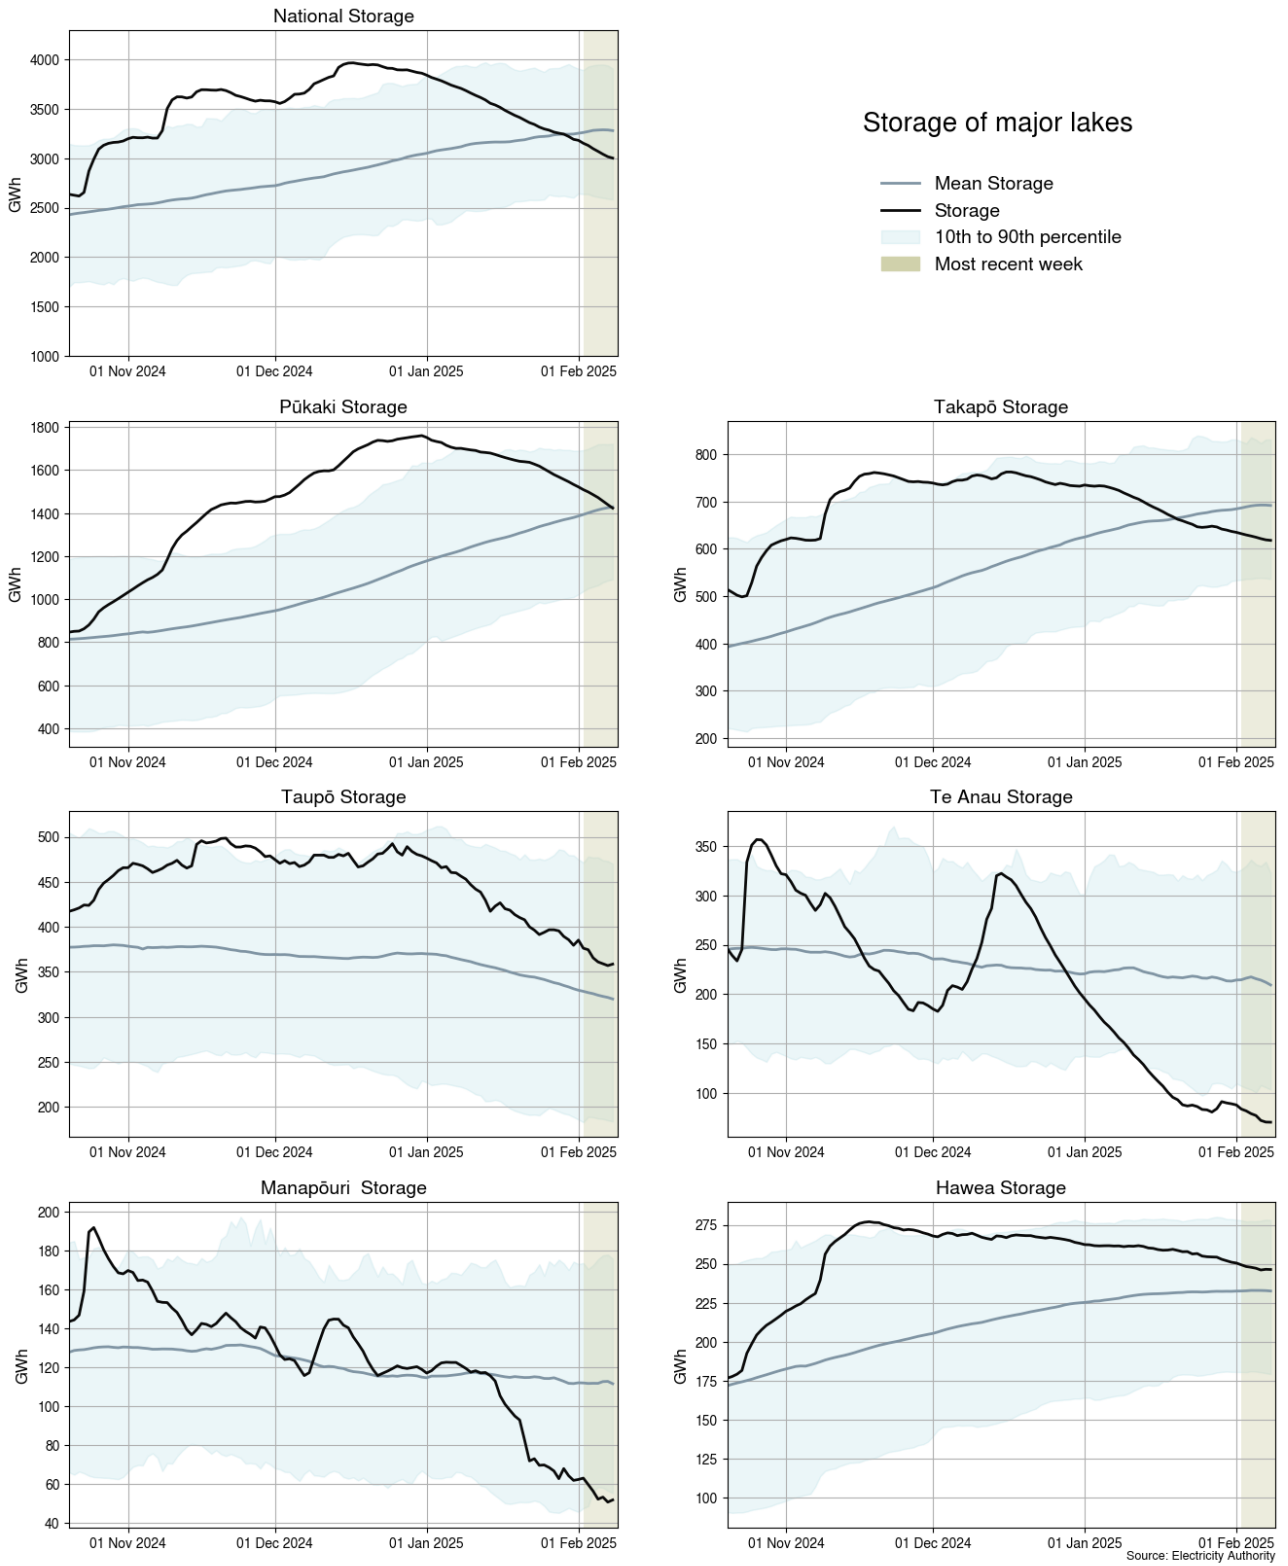 National Storage
GWh
4000
3500
3000
2500
2000
1500
1000
01 Nov 2024
01 Dec 2024
01 Jan 2025
01 Feb 2025
Storage of major lakes
Mean Storage
Storage
10th to 90th percentile
Most recent week
Pūkaki Storage
GWh
1800
1600
1400
1200
1000
800
600
400
01 Nov 2024
01 Dec 2024
01 Jan 2025
01 Feb 2025
Takapō Storage
GWh
800
700
600
500
400
300
200
01 Nov 2024
01 Dec 2024
01 Jan 2025
01 Feb 2025
Taupō Storage
GWh
500
450
400
350
300
250
200
01 Nov 2024
01 Dec 2024
01 Jan 2025
01 Feb 2025
Te Anau Storage
GWh
350
300
250
200
150
100
01 Nov 2024
01 Dec 2024
01 Jan 2025
01 Feb 2025
Manapōuri  Storage
GWh
200
180
160
140
120
100
80
60
40
01 Nov 2024
01 Dec 2024
01 Jan 2025
01 Feb 2025
Hawea Storage
GWh
275
250
225
200
175
150
125
100
01 Nov 2024
01 Dec 2024
01 Jan 2025
01 Feb 2025
Source: Electricity Authority